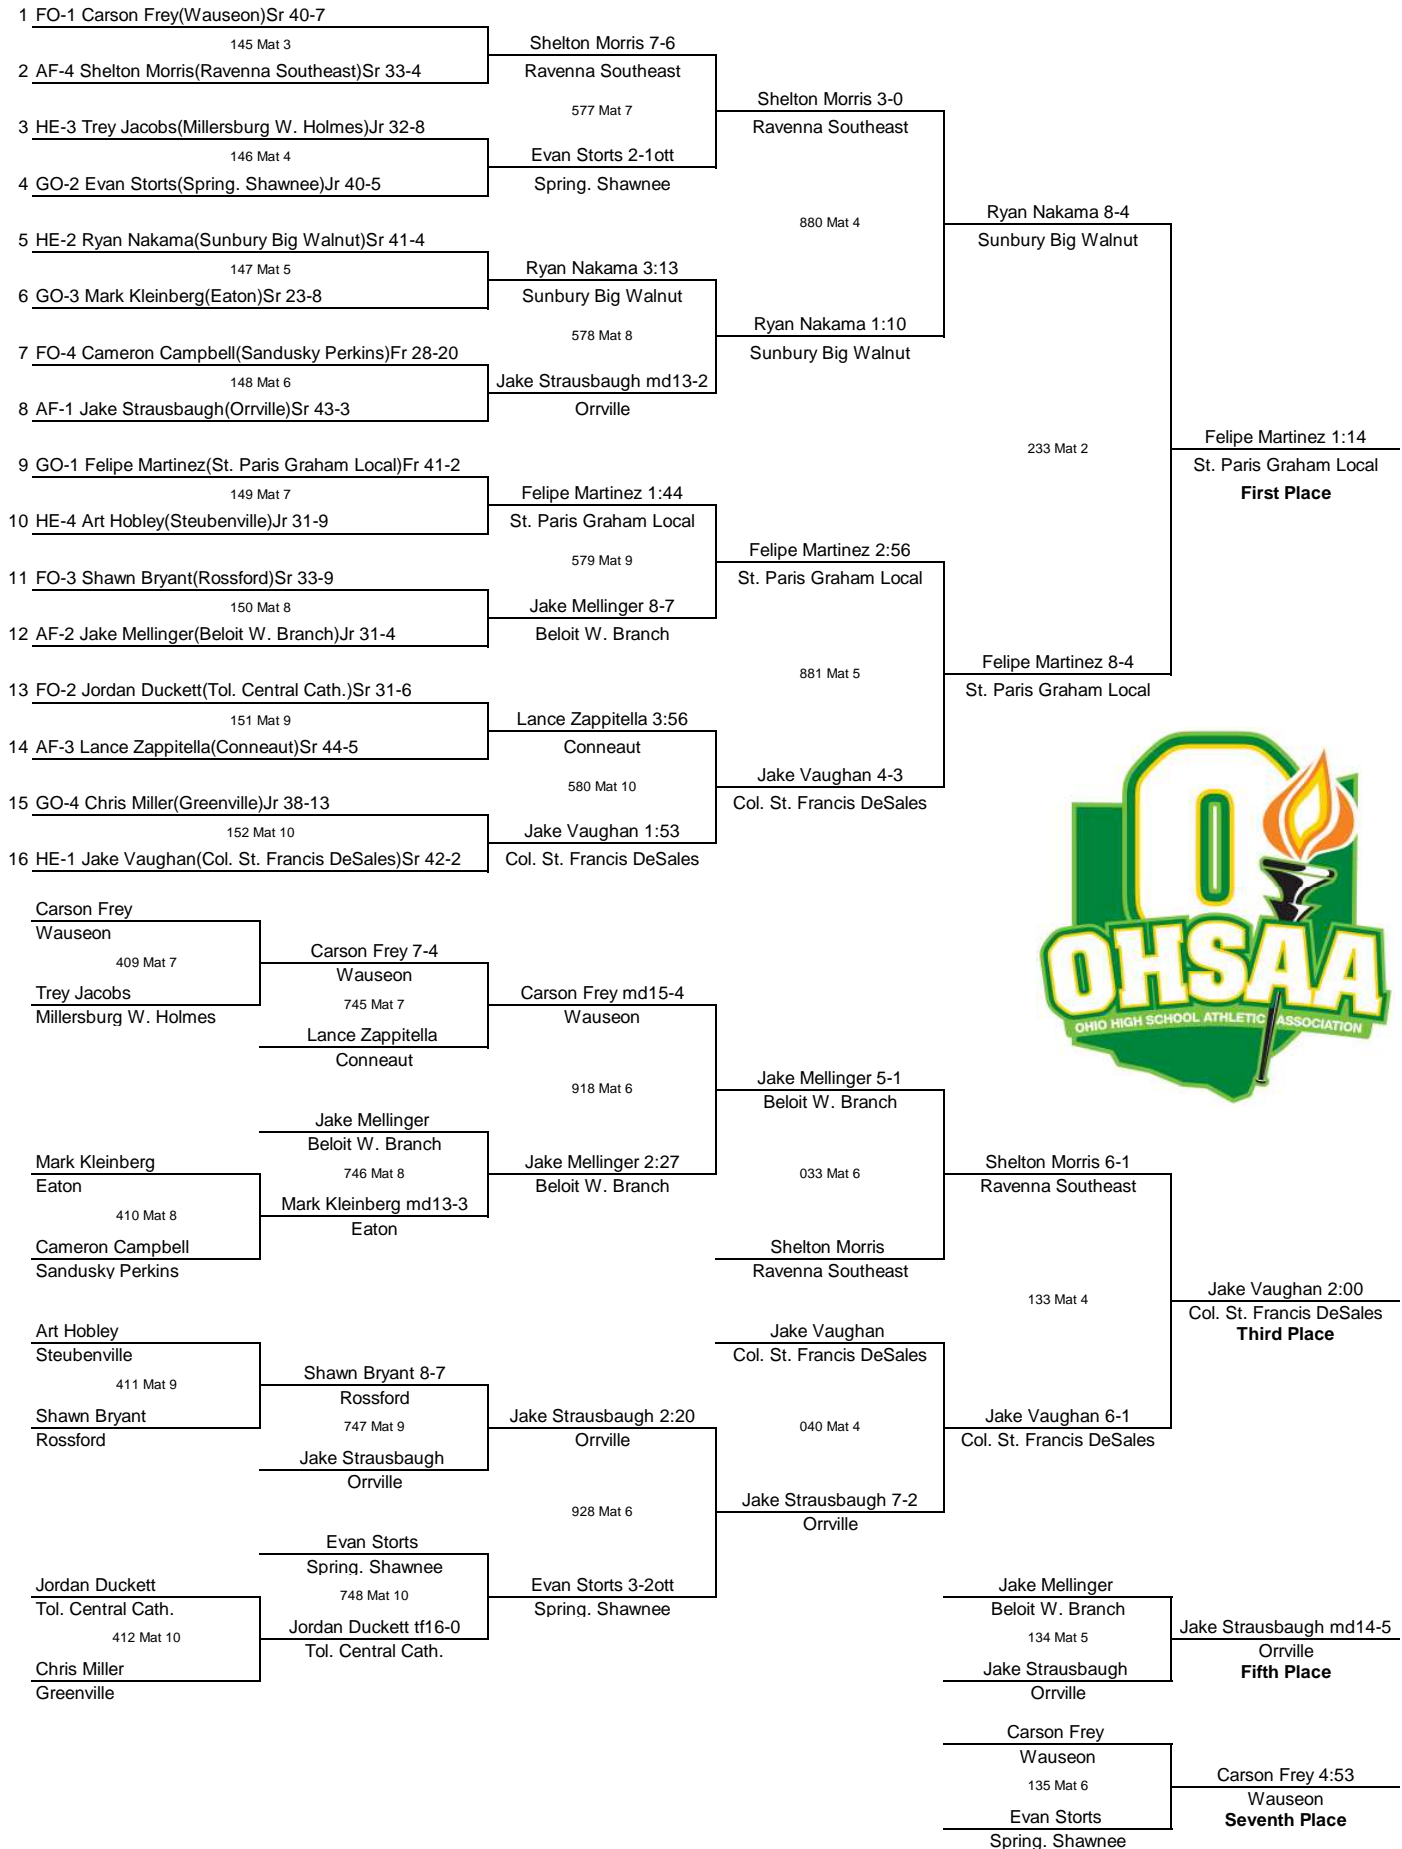 1 FO-1 Carson Frey(Wauseon)Sr 40-7
145 Mat 3
2 AF-4 Shelton Morris(Ravenna Southeast)Sr 33-4
Shelton Morris 7-6
Ravenna Southeast
577 Mat 7
3 HE-3 Trey Jacobs(Millersburg W. Holmes)Jr 32-8
146 Mat 4
4 GO-2 Evan Storts(Spring. Shawnee)Jr 40-5
Evan Storts 2-1ott
Spring. Shawnee
Shelton Morris 3-0
Ravenna Southeast
880 Mat 4
5 HE-2 Ryan Nakama(Sunbury Big Walnut)Sr 41-4
147 Mat 5
6 GO-3 Mark Kleinberg(Eaton)Sr 23-8
Ryan Nakama 3:13
Sunbury Big Walnut
578 Mat 8
7 FO-4 Cameron Campbell(Sandusky Perkins)Fr 28-20
148 Mat 6
8 AF-1 Jake Strausbaugh(Orrville)Sr 43-3
Jake Strausbaugh md13-2
Orrville
Ryan Nakama 1:10
Sunbury Big Walnut
Ryan Nakama 8-4
Sunbury Big Walnut
233 Mat 2
9 GO-1 Felipe Martinez(St. Paris Graham Local)Fr 41-2
149 Mat 7
10 HE-4 Art Hobley(Steubenville)Jr 31-9
Felipe Martinez 1:44
St. Paris Graham Local
579 Mat 9
11 FO-3 Shawn Bryant(Rossford)Sr 33-9
150 Mat 8
12 AF-2 Jake Mellinger(Beloit W. Branch)Jr 31-4
Jake Mellinger 8-7
Beloit W. Branch
Felipe Martinez 2:56
St. Paris Graham Local
881 Mat 5
13 FO-2 Jordan Duckett(Tol. Central Cath.)Sr 31-6
151 Mat 9
14 AF-3 Lance Zappitella(Conneaut)Sr 44-5
Lance Zappitella 3:56
Conneaut
580 Mat 10
15 GO-4 Chris Miller(Greenville)Jr 38-13
152 Mat 10
16 HE-1 Jake Vaughan(Col. St. Francis DeSales)Sr 42-2
Jake Vaughan 1:53
Col. St. Francis DeSales
Jake Vaughan 4-3
Col. St. Francis DeSales
Felipe Martinez 8-4
St. Paris Graham Local
Felipe Martinez 1:14
St. Paris Graham Local
First Place
O
OHSAA
OHIO HIGH SCHOOL ATHLETIC ASSOCIATION
Carson Frey
Wauseon
409 Mat 7
Trey Jacobs
Millersburg W. Holmes
Carson Frey 7-4
Wauseon
745 Mat 7
Lance Zappitella
Conneaut
Carson Frey md15-4
Wauseon
918 Mat 6
Jake Mellinger
Beloit W. Branch
746 Mat 8
Mark Kleinberg
Eaton
410 Mat 8
Cameron Campbell
Sandusky Perkins
Mark Kleinberg md13-3
Eaton
Jake Mellinger 2:27
Beloit W. Branch
Jake Mellinger 5-1
Beloit W. Branch
033 Mat 6
Shelton Morris
Ravenna Southeast
Shelton Morris 6-1
Ravenna Southeast
133 Mat 4
Art Hobley
Steubenville
411 Mat 9
Shawn Bryant
Rossford
Shawn Bryant 8-7
Rossford
747 Mat 9
Jake Strausbaugh
Orrville
Jake Strausbaugh 2:20
Orrville
928 Mat 6
Evan Storts
Spring. Shawnee
748 Mat 10
Jordan Duckett
Tol. Central Cath.
412 Mat 10
Chris Miller
Greenville
Jordan Duckett tf16-0
Tol. Central Cath.
Evan Storts 3-2ott
Spring. Shawnee
Jake Vaughan
Col. St. Francis DeSales
040 Mat 4
Jake Strausbaugh 7-2
Orrville
Jake Vaughan 6-1
Col. St. Francis DeSales
Jake Vaughan 2:00
Col. St. Francis DeSales
Third Place
Jake Mellinger
Beloit W. Branch
134 Mat 5
Jake Strausbaugh
Orrville
Jake Strausbaugh md14-5
Orrville
Fifth Place
Carson Frey
Wauseon
135 Mat 6
Evan Storts
Spring. Shawnee
Carson Frey 4:53
Wauseon
Seventh Place